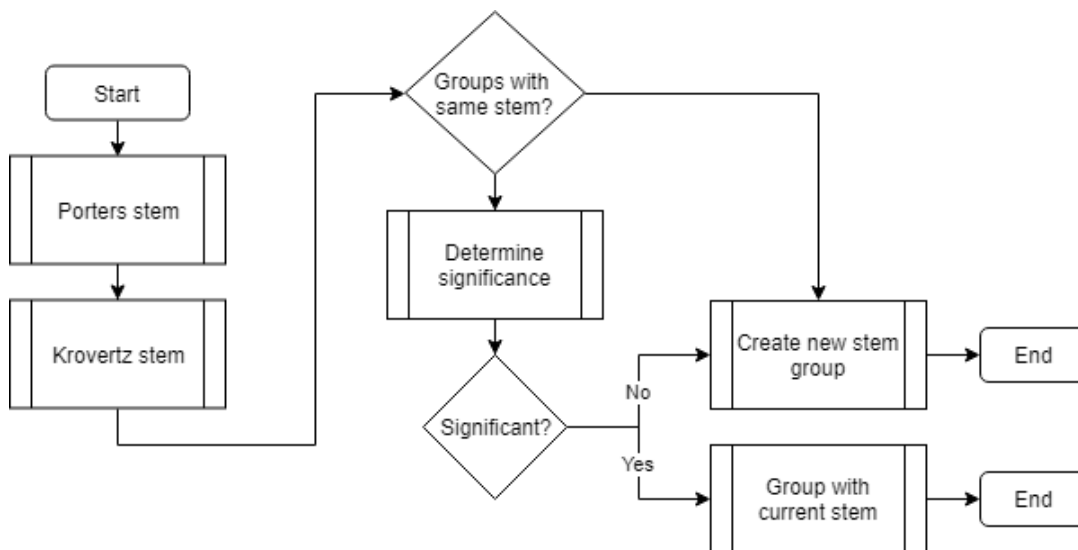 Start
Porters stem
Krovertz stem
Groups with
same stem?
Determine
significance
Significant?
No
Yes
Create new stem
group
End
Group with
current stem
End